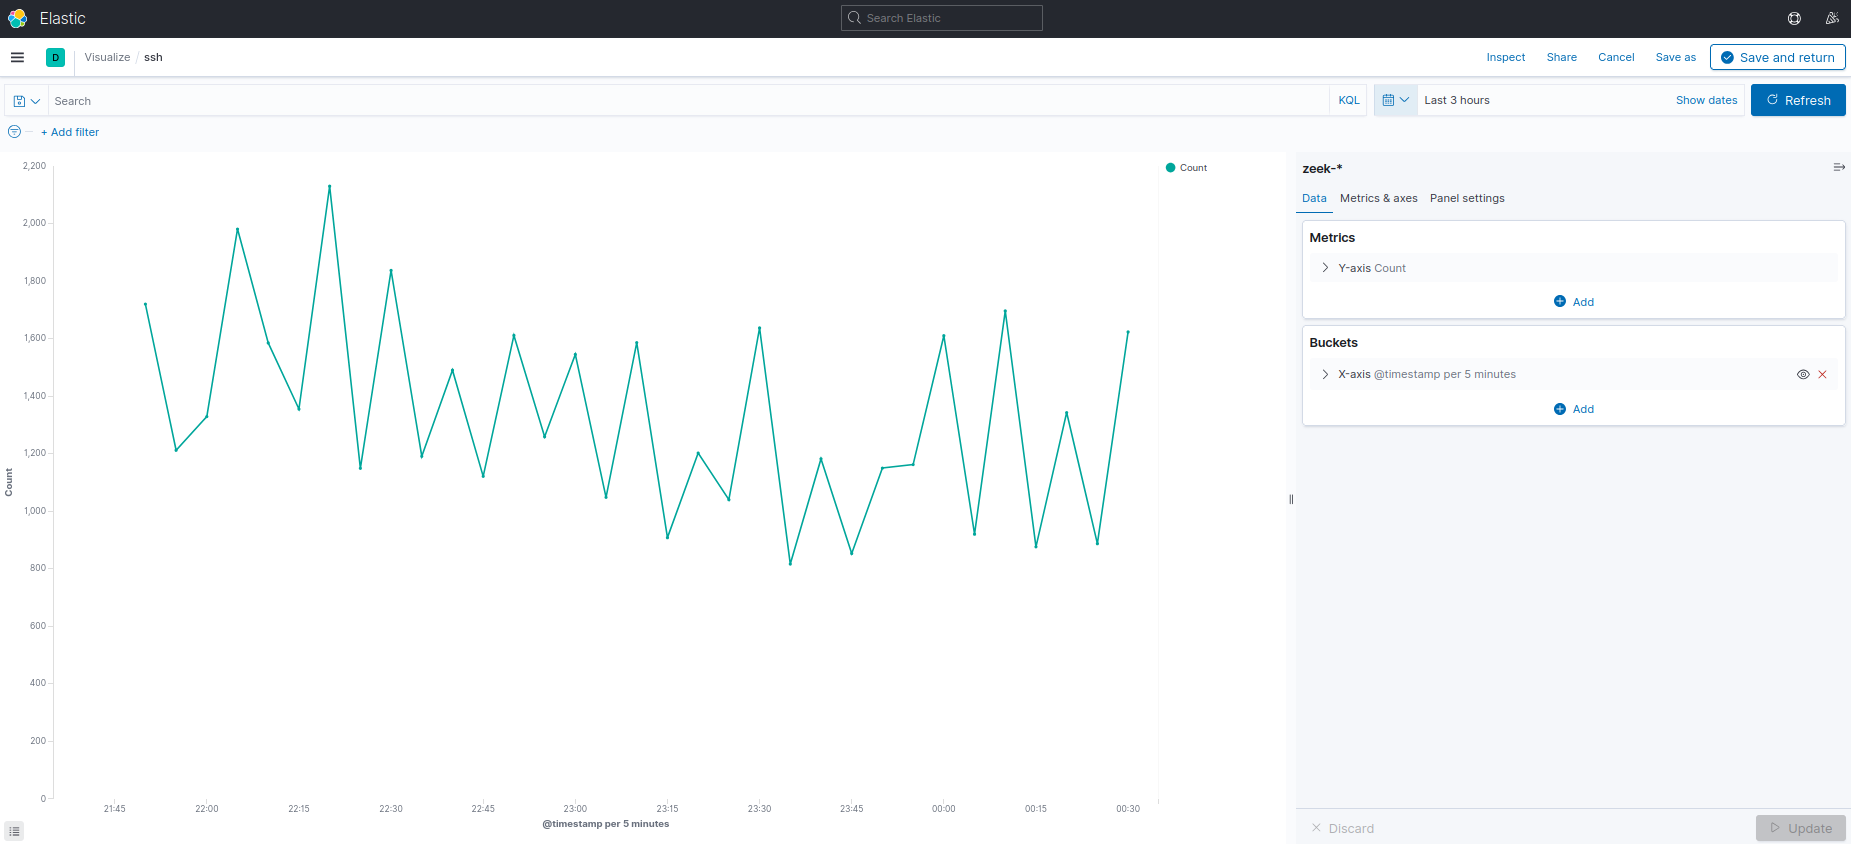 Elastic
Search Elastic
D
Visualize / ssh
Inspect Share Cancel Save as Save and return
Search
KQL
Last 3 hours
Show dates
Refresh
+ Add filter
2,200
2,000
1,800
1,600
1,400
1,200
1,000
800
600
400
200
0
Count
21:45 22:00 22:15 22:30 22:45 23:00 23:15 23:30 23:45 00:00 00:15 00:30
@timestamp per 5 minutes
Count
zeek-*
Data Metrics & axes Panel settings
Metrics
Y-axis Count
Add
Buckets
X-axis @timestamp per 5 minutes
Add
Discard
Update